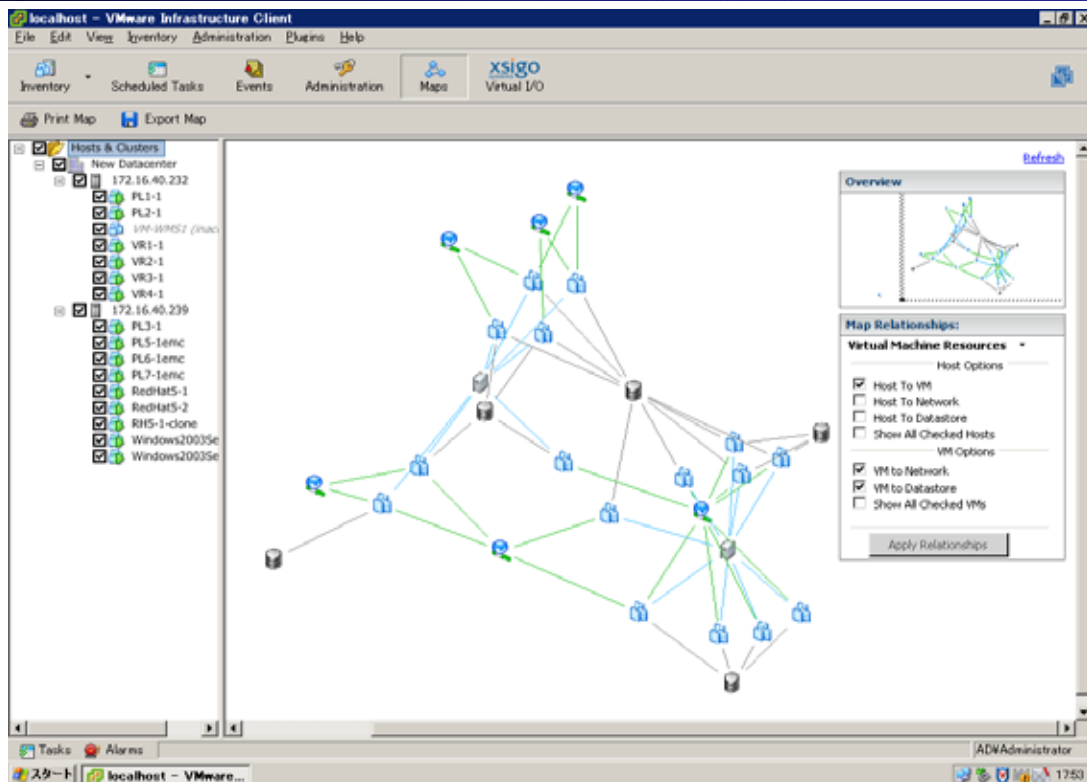 localhost - VMware Infrastructure Client
File Edit View Inventory Administration Plugins Help
Inventory Scheduled Tasks Events Administration Maps xsigo Virtual I/O
Print Map Export Map
Hosts & Clusters
New Datacenter
172.16.40.232
PL1-1
PL2-1
VM-WMS1 (inac
VR1-1
VR2-1
VR3-1
VR4-1
172.16.40.239
PL3-1
PL5-1emc
PL6-1emc
PL7-1emc
RedHat5-1
RedHat5-2
RH5-1-clone
Windows2003Se
Windows2003Se
Refresh
Overview
Map Relationships:
Virtual Machine Resources
Host Options
Host To VM
Host To Network
Host To Datastore
Show All Checked Hosts
VM Options
VM to Network
VM to Datastore
Show All Checked VMs
Apply Relationships
Tasks Alarms
AD¥Administrator
スタート localhost - VMware...
17:53